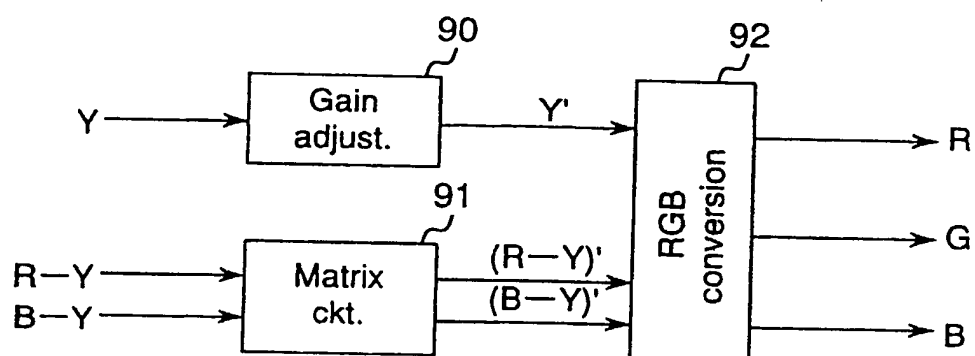 90
92
Gain
adjust.
Y
Y'
R
91
RGB
conversion
G
Matrix
ckt.
R—Y
B—Y
(R—Y)'
(B—Y)'
B